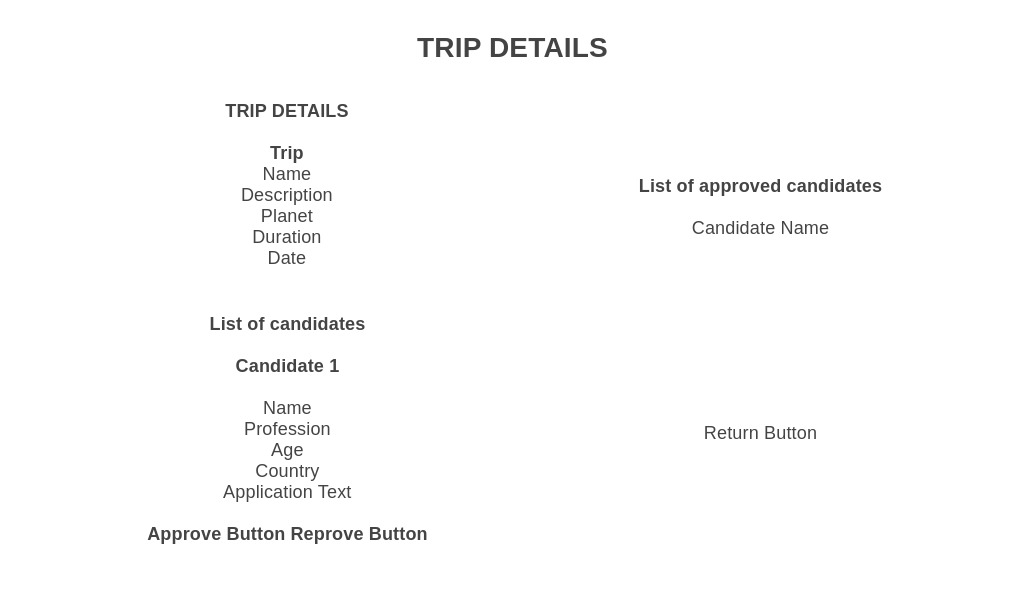 TRIP DETAILS
TRIP DETAILS
Trip
Name
Description
Planet
Duration
Date
List of approved candidates
Candidate Name
List of candidates
Candidate 1
Name
Profession
Age
Country
Application Text
Approve Button Reprove Button
Return Button